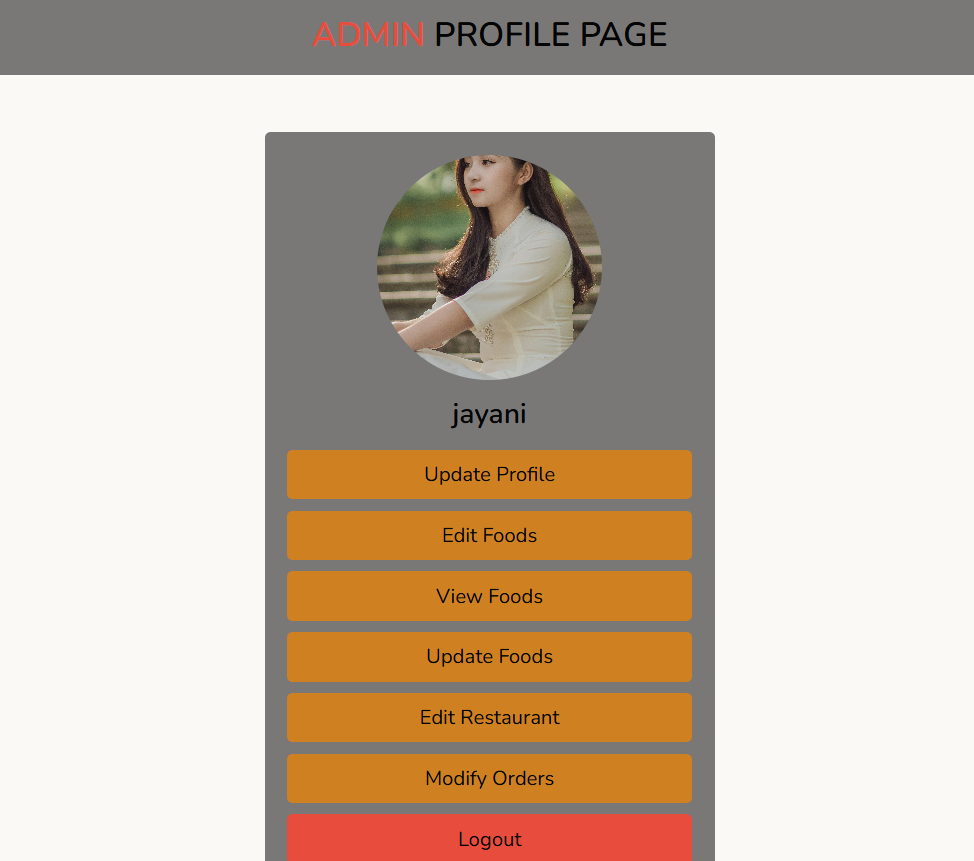 ADMIN PROFILE PAGE
jayani
Update Profile
Edit Foods
View Foods
Update Foods
Edit Restaurant
Modify Orders
Logout